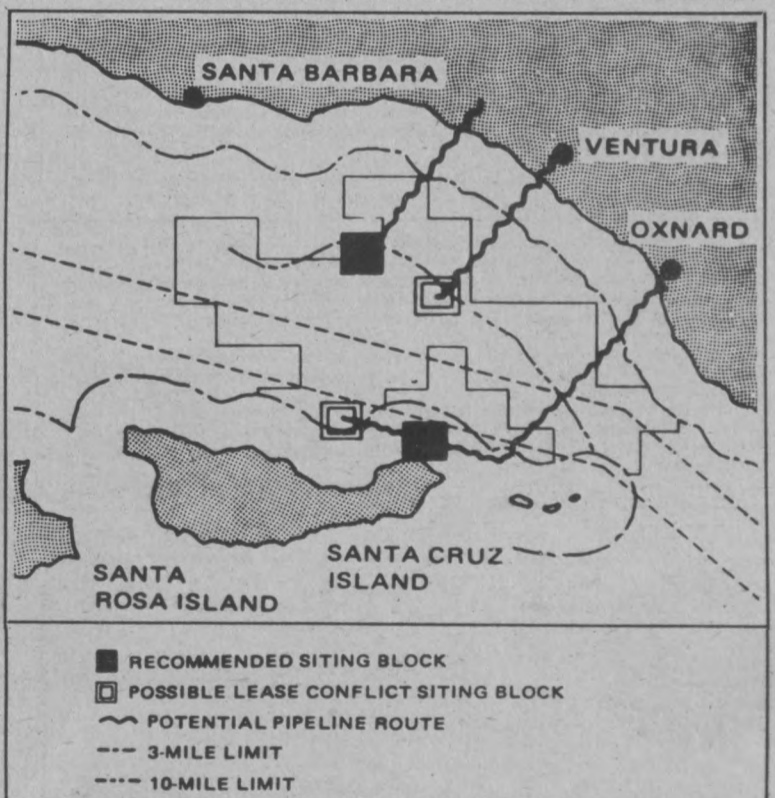 SANTA BARBARA
VENTURA
OXNARD
SANTA CRUZ
ISLAND
SANTA
ROSA ISLAND
RECOMMENDED SITING BLOCK
POSSIBLE LEASE CONFLICT SITING BLOCK
POTENTIAL PIPELINE ROUTE
3-MILE LIMIT
10-MILE LIMIT